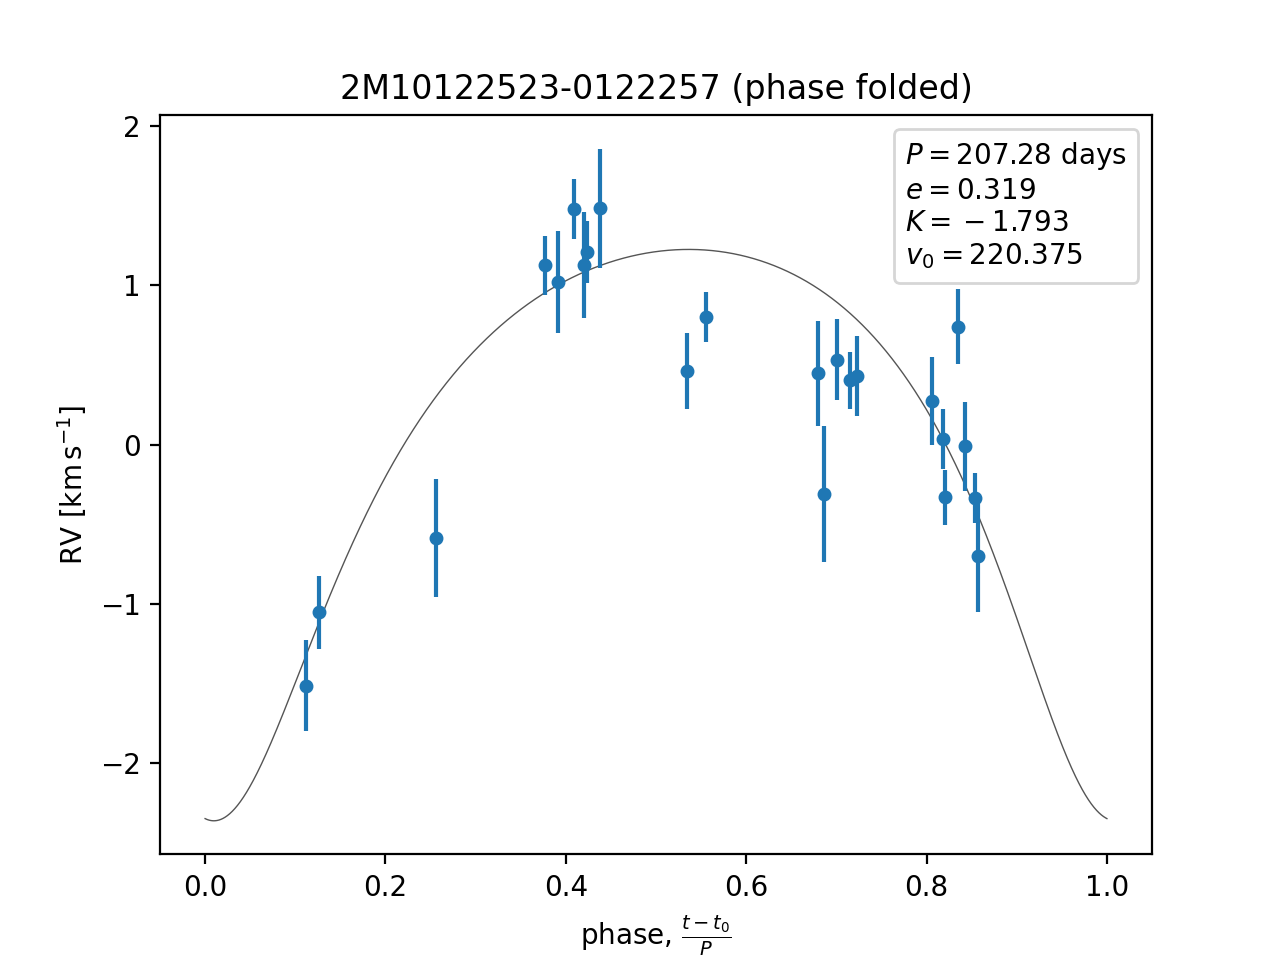 2M10122523-0122257 (phase folded)
P = 207.28 days
e = 0.319
K = −1.793
v₀ = 220.375
2
1
0
−1
−2
RV [km s⁻¹]
0.0 0.2 0.4 0.6 0.8 1.0
phase, (t − t₀)/P